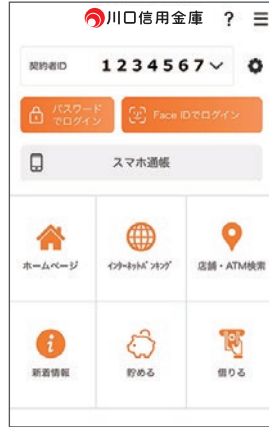 川口信用金庫 ?
契約者ID 1234567
パスワード
でログイン
Face IDでログイン
スマホ通帳
ホームページ
インターネットバンキング
店舗・ATM検索
新着情報
貯める
借りる